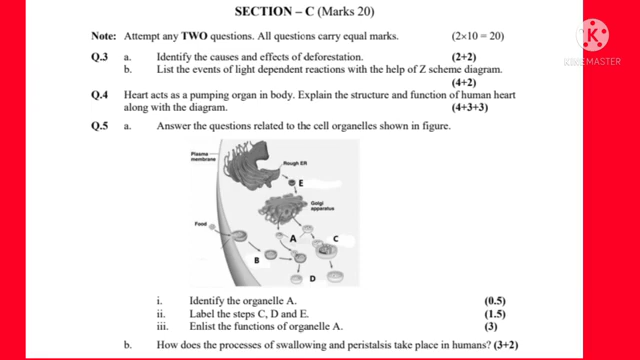 SECTION – C (Marks 20)
Note: Attempt any TWO questions. All questions carry equal marks. (2×10 = 20)
Q.3 a. Identify the causes and effects of deforestation. (2+2)
b. List the events of light dependent reactions with the help of Z scheme diagram.
(4+2)
Q.4 Heart acts as a pumping organ in body. Explain the structure and function of human heart
along with the diagram. (4+3+3)
Q.5 a. Answer the questions related to the cell organelles shown in figure.
Plasma
membrane
Rough ER
E
Golgi
apparatus
Food
A
C
B
D
i. Identify the organelle A. (0.5)
ii. Label the steps C, D and E. (1.5)
iii. Enlist the functions of organelle A. (3)
b. How does the processes of swallowing and peristalsis take place in humans? (3+2)
K
KINEMASTER